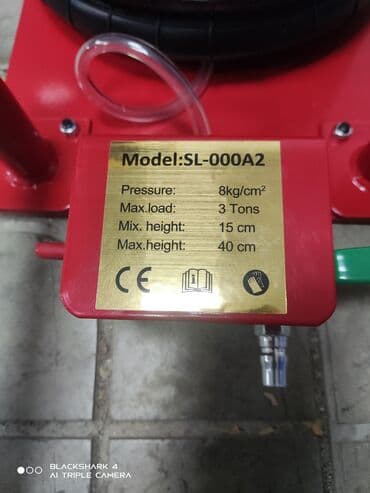 Model:SL-000A2
Pressure: 8kg/cm²
Max.load: 3 Tons
Mix. height: 15 cm
Max.height: 40 cm
CE
BLACKSHARK 4
AI TRIPLE CAMERA